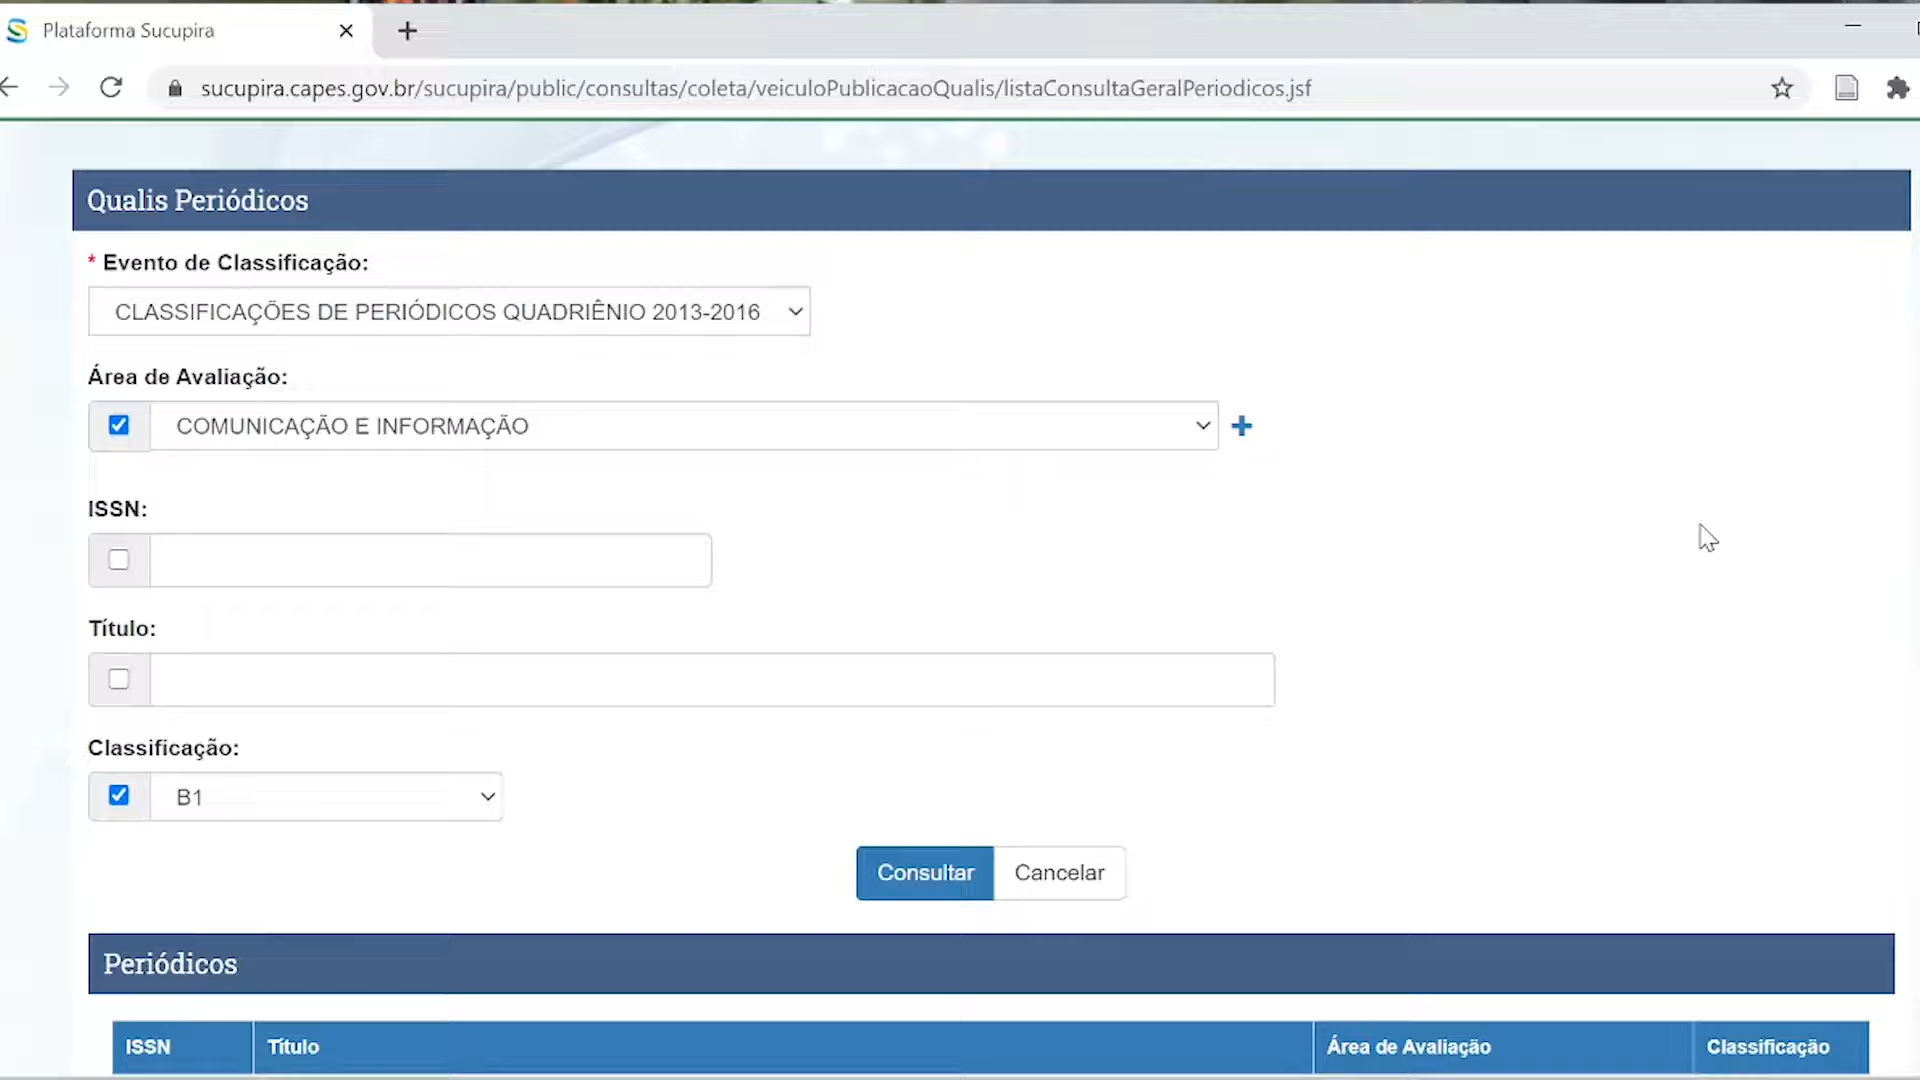 Plataforma Sucupira
sucupira.capes.gov.br/sucupira/public/consultas/coleta/veiculoPublicacaoQualis/listaConsultaGeralPeriodicos.jsf
Qualis Periódicos
* Evento de Classificação:
CLASSIFICAÇÕES DE PERIÓDICOS QUADRIÊNIO 2013-2016
Área de Avaliação:
COMUNICAÇÃO E INFORMAÇÃO
ISSN:
Título:
Classificação:
B1
Consultar Cancelar
Periódicos
ISSN Título Área de Avaliação Classificação